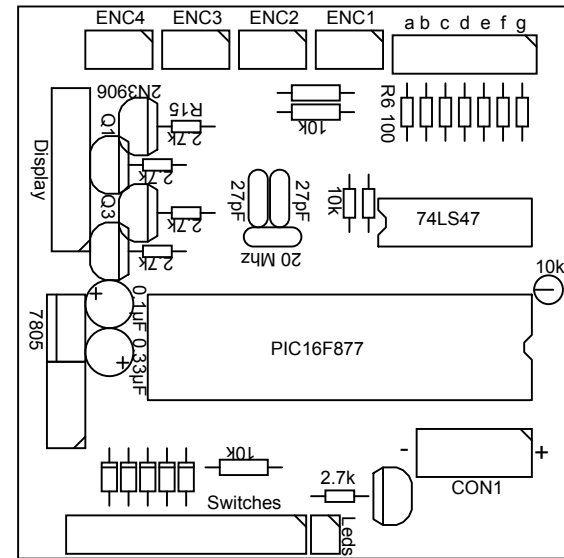 ENC4 ENC3 ENC2 ENC1
a b c d e f g
2N3906
R15
Q1
2.7k
10k
R6 100
Display
2.7k
Q3
27pF
27pF
10k
74LS47
2.7k
2.7k
20 Mhz
10k
7805
0.1µF
0.33µF
PIC16F877
10k
- +
2.7k
CON1
Switches
Leds